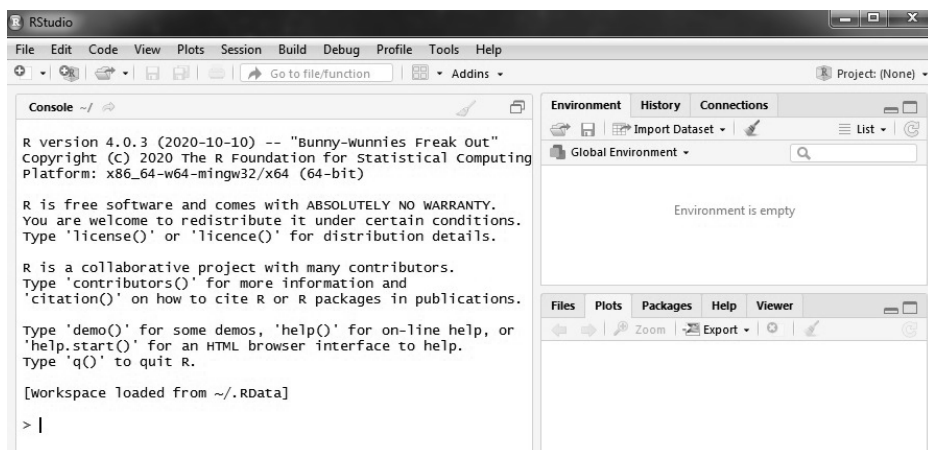 RStudio
File Edit Code View Plots Session Build Debug Profile Tools Help
Go to file/function Addins Project: (None)
Console ~/
R version 4.0.3 (2020-10-10) -- "Bunny-Wunnies Freak Out"
Copyright (C) 2020 The R Foundation for Statistical Computing
Platform: x86_64-w64-mingw32/x64 (64-bit)
R is free software and comes with ABSOLUTELY NO WARRANTY.
You are welcome to redistribute it under certain conditions.
Type 'license()' or 'licence()' for distribution details.
R is a collaborative project with many contributors.
Type 'contributors()' for more information and
'citation()' on how to cite R or R packages in publications.
Type 'demo()' for some demos, 'help()' for on-line help, or
'help.start()' for an HTML browser interface to help.
Type 'q()' to quit R.
[Workspace loaded from ~/.RData]
>
Environment History Connections
Import Dataset List
Global Environment
Environment is empty
Files Plots Packages Help Viewer
Zoom Export